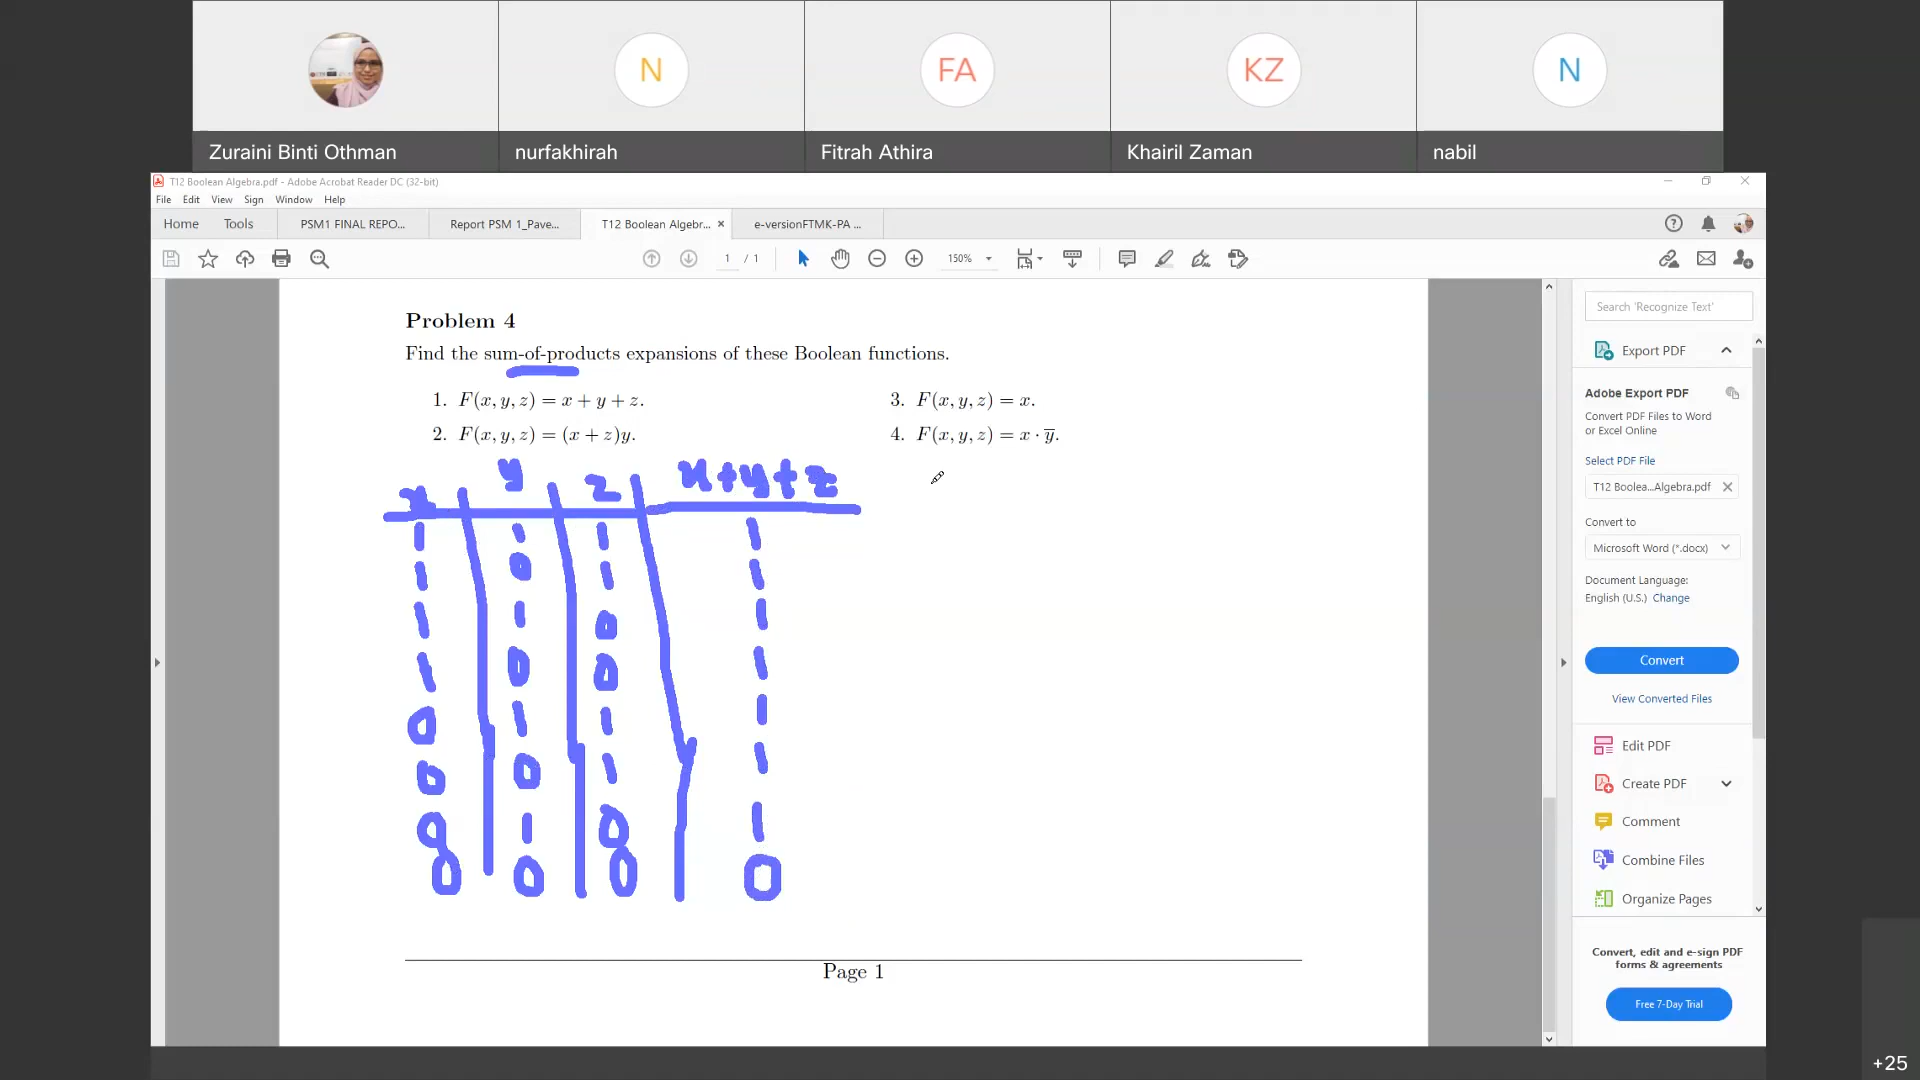 N
FA
KZ
N
Zuraini Binti Othman
nurfakhirah
Fitrah Athira
Khairil Zaman
nabil
T12 Boolean Algebra.pdf - Adobe Acrobat Reader DC (32-bit)
File Edit View Sign Window Help
Home Tools PSM1 FINAL REPO... Report PSM 1_Pave... T12 Boolean Algebr... × e-versionFTMK-PA ...
1 / 1 150%
Problem 4
Find the sum-of-products expansions of these Boolean functions.
1. F(x, y, z) = x + y + z.
2. F(x, y, z) = (x + z)y.
3. F(x, y, z) = x.
4. F(x, y, z) = x · y̅.
x y z x+y+z
1 1 1 1
1 0 1 1
1 1 0 1
1 0 0 1
0 1 1 1
0 0 1 1
0 1 0 1
0 0 0 0
Page 1
Search 'Recognize Text'
Export PDF
Adobe Export PDF
Convert PDF Files to Word
or Excel Online
Select PDF File
T12 Boolea...Algebra.pdf
Convert to
Microsoft Word (*.docx)
Document Language:
English (U.S.) Change
Convert
View Converted Files
Edit PDF
Create PDF
Comment
Combine Files
Organize Pages
Convert, edit and e-sign PDF
forms & agreements
Free 7-Day Trial
+25